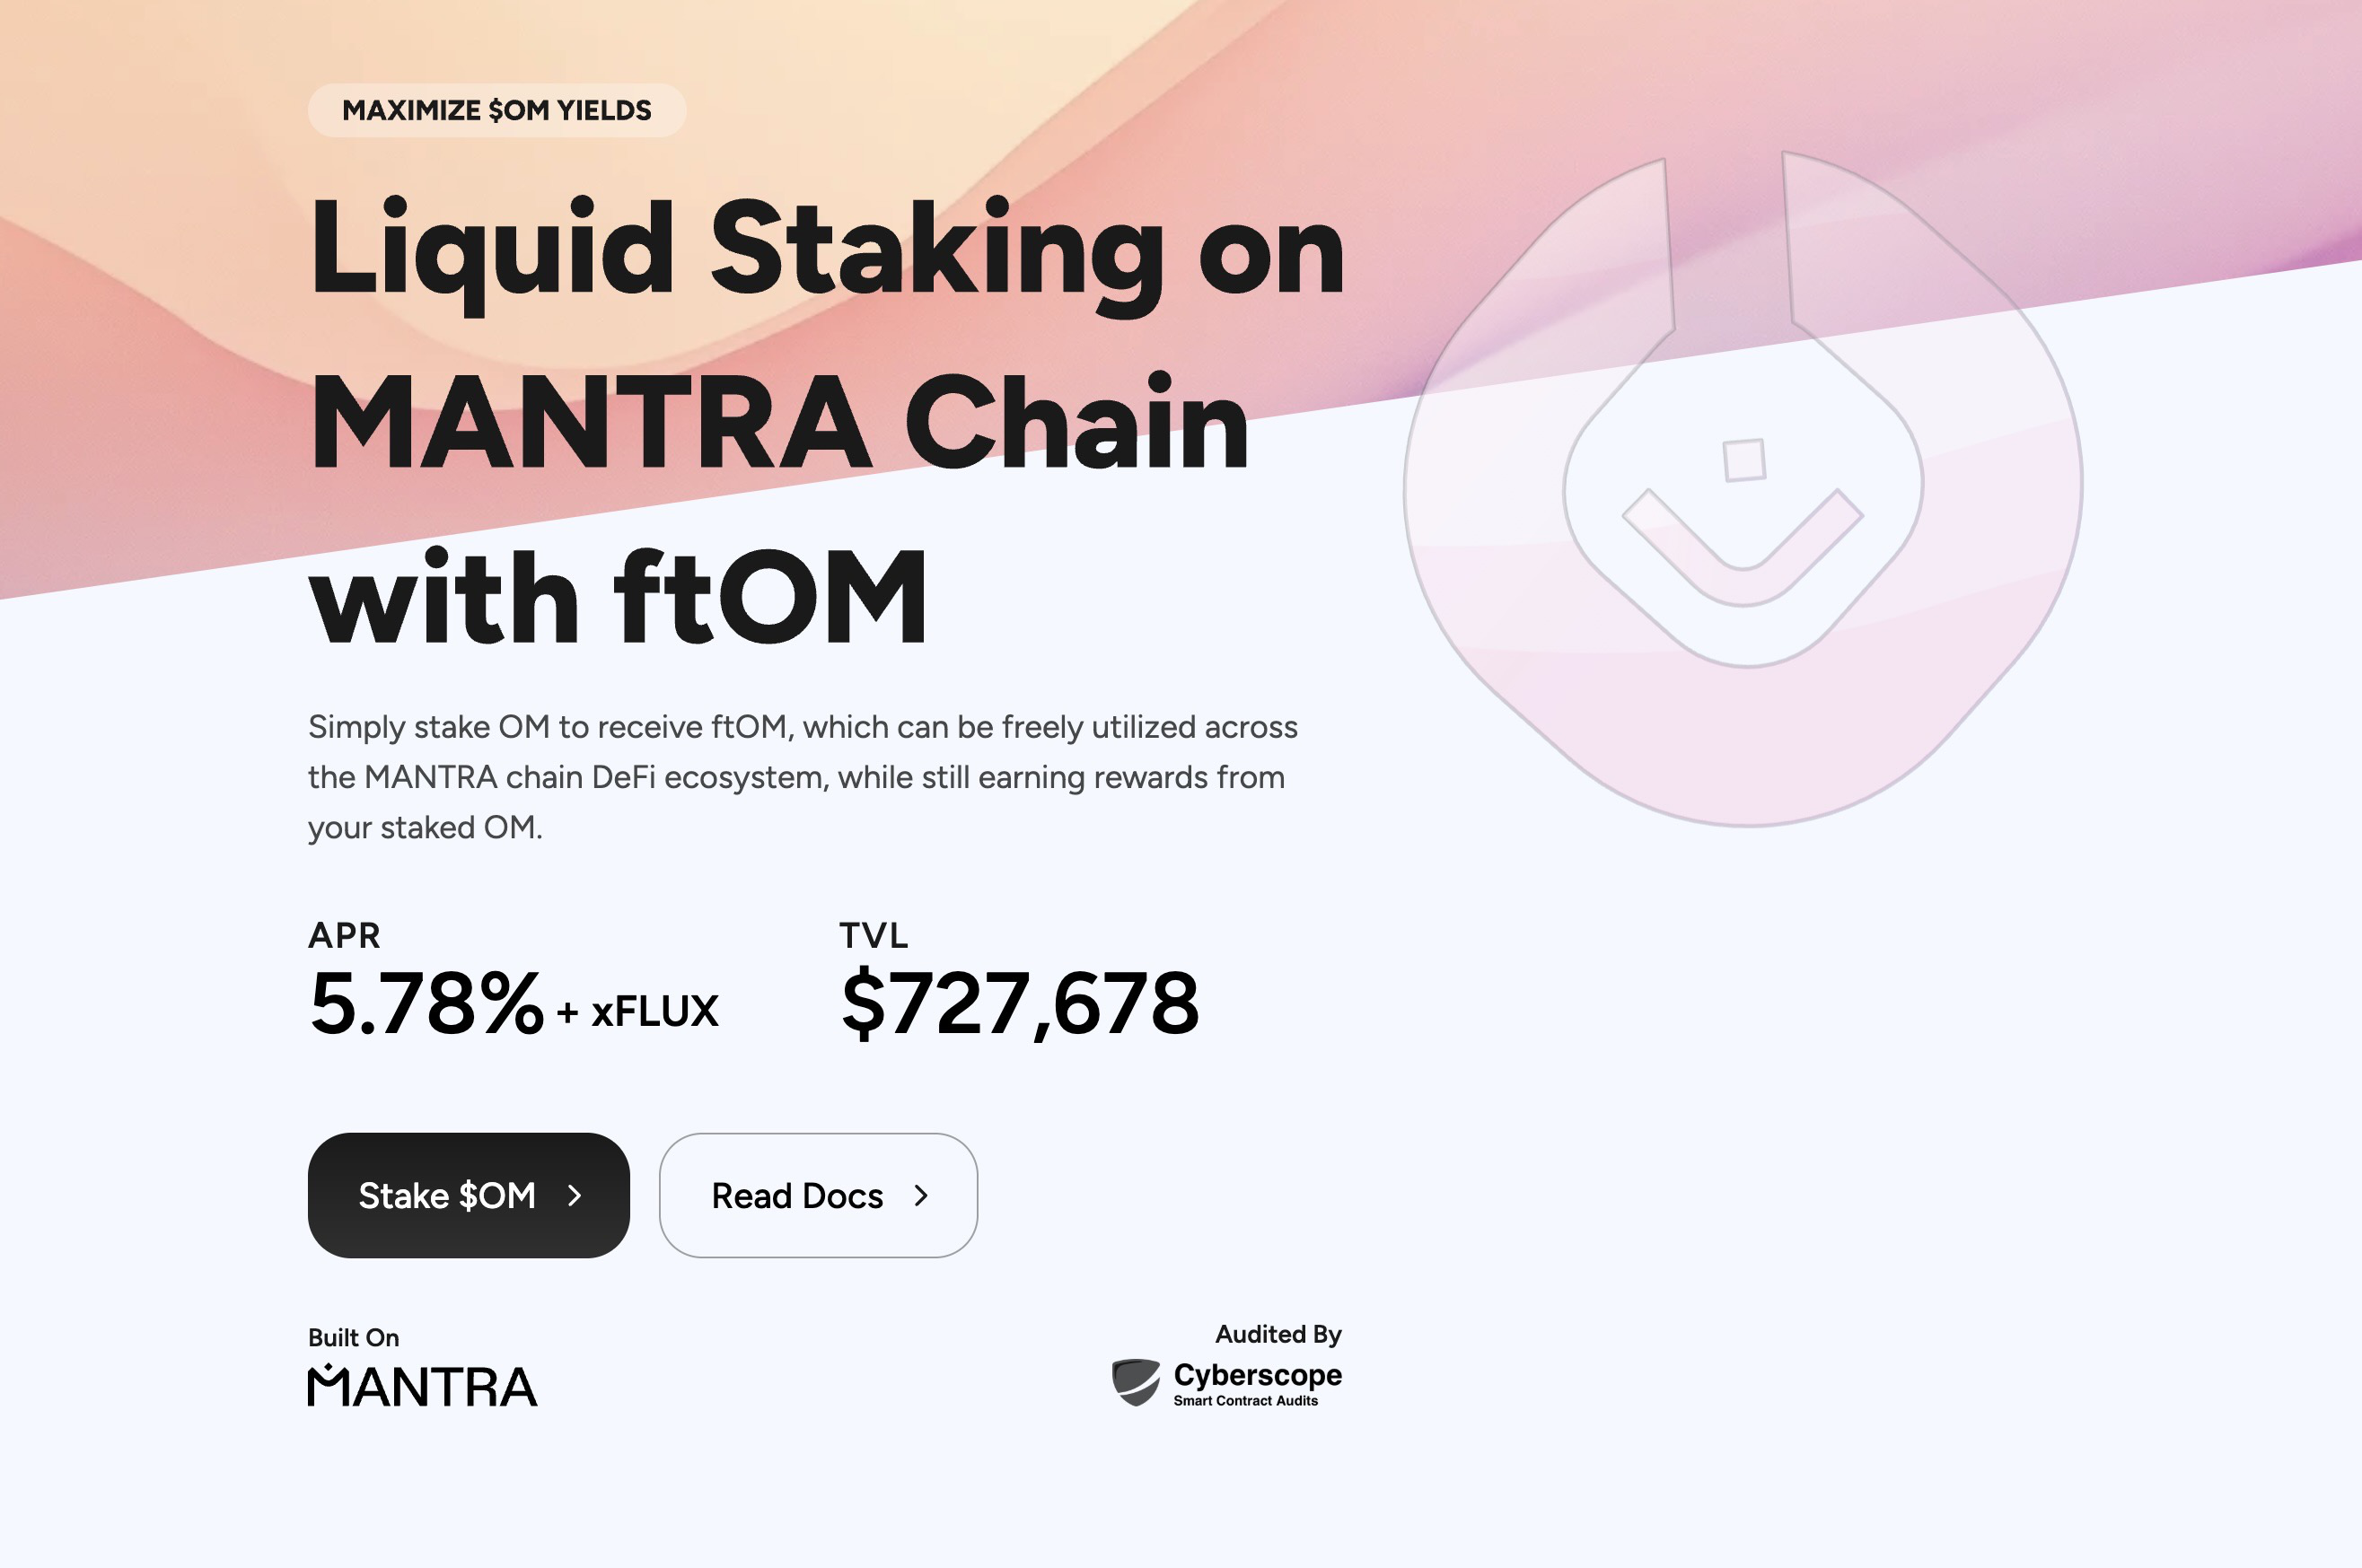 MAXIMIZE $OM YIELDS
Liquid Staking on
MANTRA Chain
with ftOM
Simply stake OM to receive ftOM, which can be freely utilized across
the MANTRA chain DeFi ecosystem, while still earning rewards from
your staked OM.
APR
5.78% + xFLUX
TVL
$727,678
Stake $OM
Read Docs
Built On
MANTRA
Audited By
Cyberscope
Smart Contract Audits